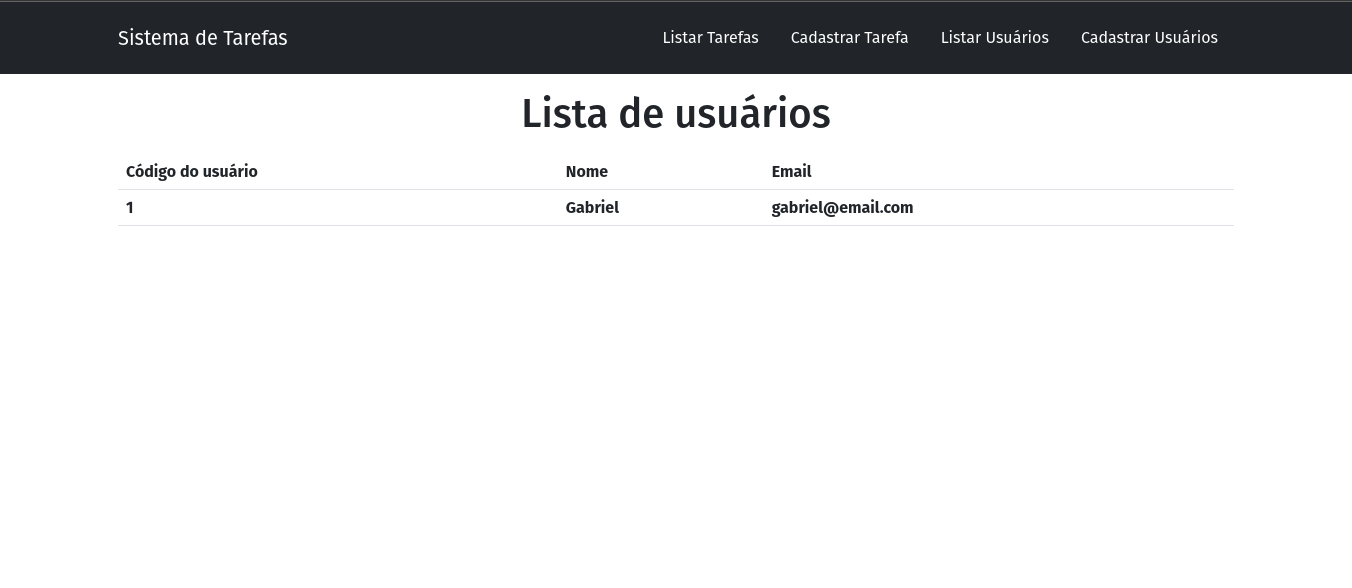 Sistema de Tarefas Listar Tarefas Cadastrar Tarefa Listar Usuários Cadastrar Usuários
Lista de usuários
Código do usuário Nome Email
1 Gabriel gabriel@email.com